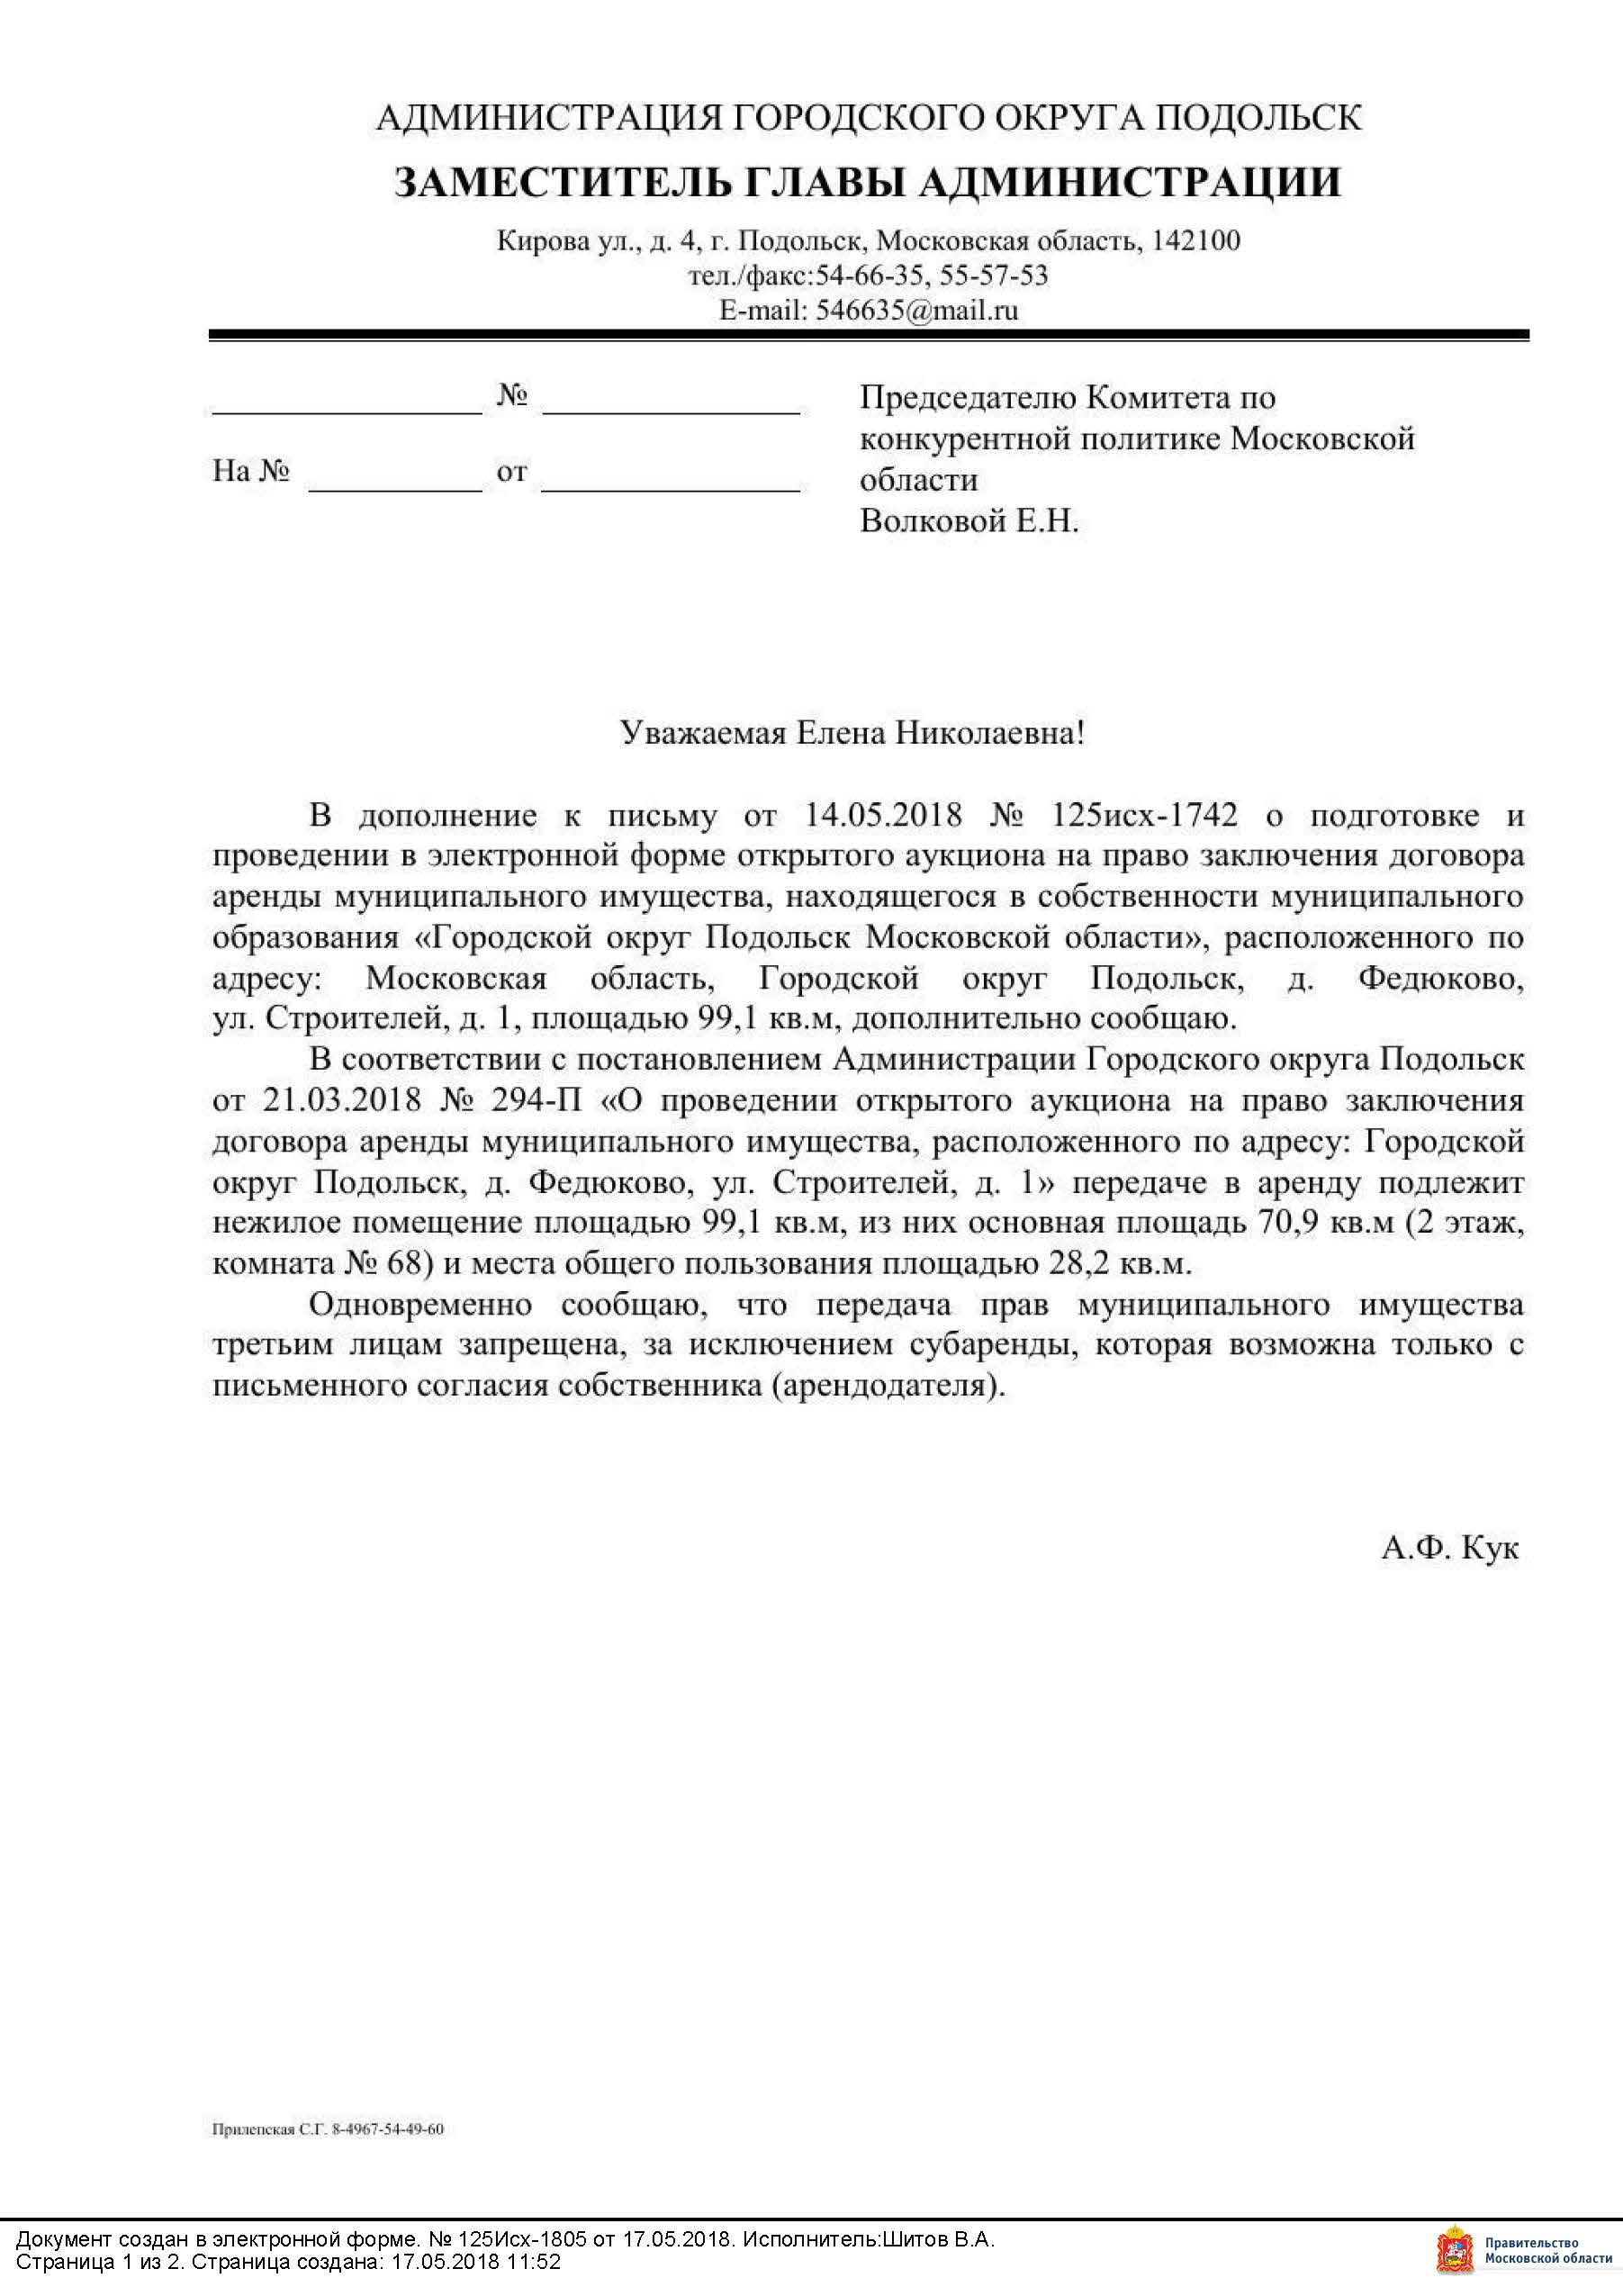 АДМИНИСТРАЦИЯ ГОРОДСКОГО ОКРУГА ПОДОЛЬСК
ЗАМЕСТИТЕЛЬ ГЛАВЫ АДМИНИСТРАЦИИ
Кирова ул., д. 4, г. Подольск, Московская область, 142100
тел./факс:54-66-35, 55-57-53
E-mail: 546635@mail.ru
_______________ № _______________
На № __________ от _______________
Председателю Комитета по
конкурентной политике Московской
области
Волковой Е.Н.
Уважаемая Елена Николаевна!
В дополнение к письму от 14.05.2018 № 125исх-1742 о подготовке и
проведении в электронной форме открытого аукциона на право заключения договора
аренды муниципального имущества, находящегося в собственности муниципального
образования «Городской округ Подольск Московской области», расположенного по
адресу: Московская область, Городской округ Подольск, д. Федюково,
ул. Строителей, д. 1, площадью 99,1 кв.м, дополнительно сообщаю.
В соответствии с постановлением Администрации Городского округа Подольск
от 21.03.2018 № 294-П «О проведении открытого аукциона на право заключения
договора аренды муниципального имущества, расположенного по адресу: Городской
округ Подольск, д. Федюково, ул. Строителей, д. 1» передаче в аренду подлежит
нежилое помещение площадью 99,1 кв.м, из них основная площадь 70,9 кв.м (2 этаж,
комната № 68) и места общего пользования площадью 28,2 кв.м.
Одновременно сообщаю, что передача прав муниципального имущества
третьим лицам запрещена, за исключением субаренды, которая возможна только с
письменного согласия собственника (арендодателя).
А.Ф. Кук
Прилепская С.Г. 8-4967-54-49-60
Документ создан в электронной форме. № 125Исх-1805 от 17.05.2018. Исполнитель:Шитов В.А.
Страница 1 из 2. Страница создана: 17.05.2018 11:52
Правительство
Московской области